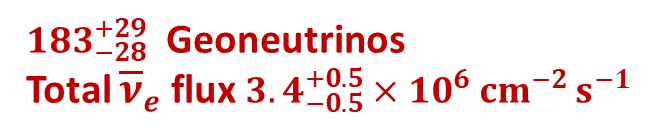 183⁺²⁹₋₂₈ Geoneutrinos
Total ν̅ₑ flux 3.4⁺⁰·⁵₋₀.₅ × 10⁶ cm⁻² s⁻¹